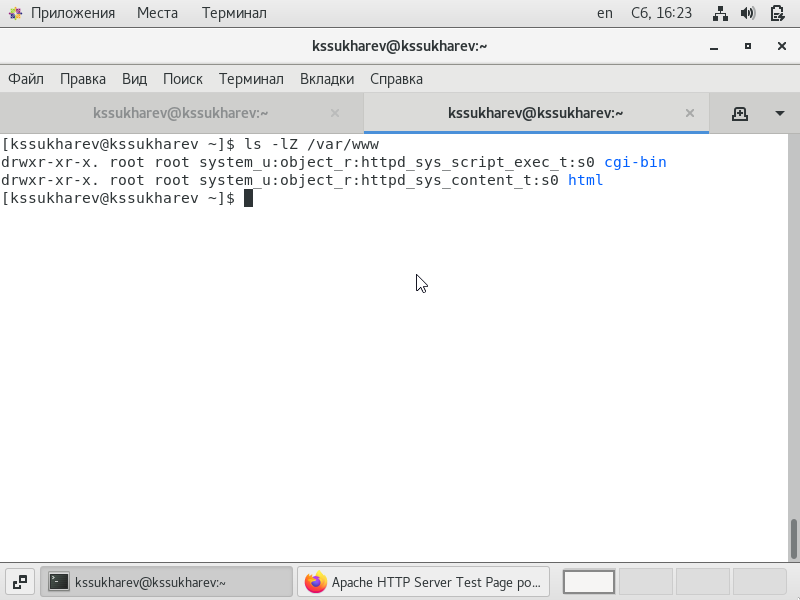 Приложения Места Терминал en Сб, 16:23
kssukharev@kssukharev:~
Файл Правка Вид Поиск Терминал Вкладки Справка
kssukharev@kssukharev:~ kssukharev@kssukharev:~
[kssukharev@kssukharev ~]$ ls -lZ /var/www
drwxr-xr-x. root root system_u:object_r:httpd_sys_script_exec_t:s0 cgi-bin
drwxr-xr-x. root root system_u:object_r:httpd_sys_content_t:s0 html
[kssukharev@kssukharev ~]$
kssukharev@kssukharev:~ Apache HTTP Server Test Page po...